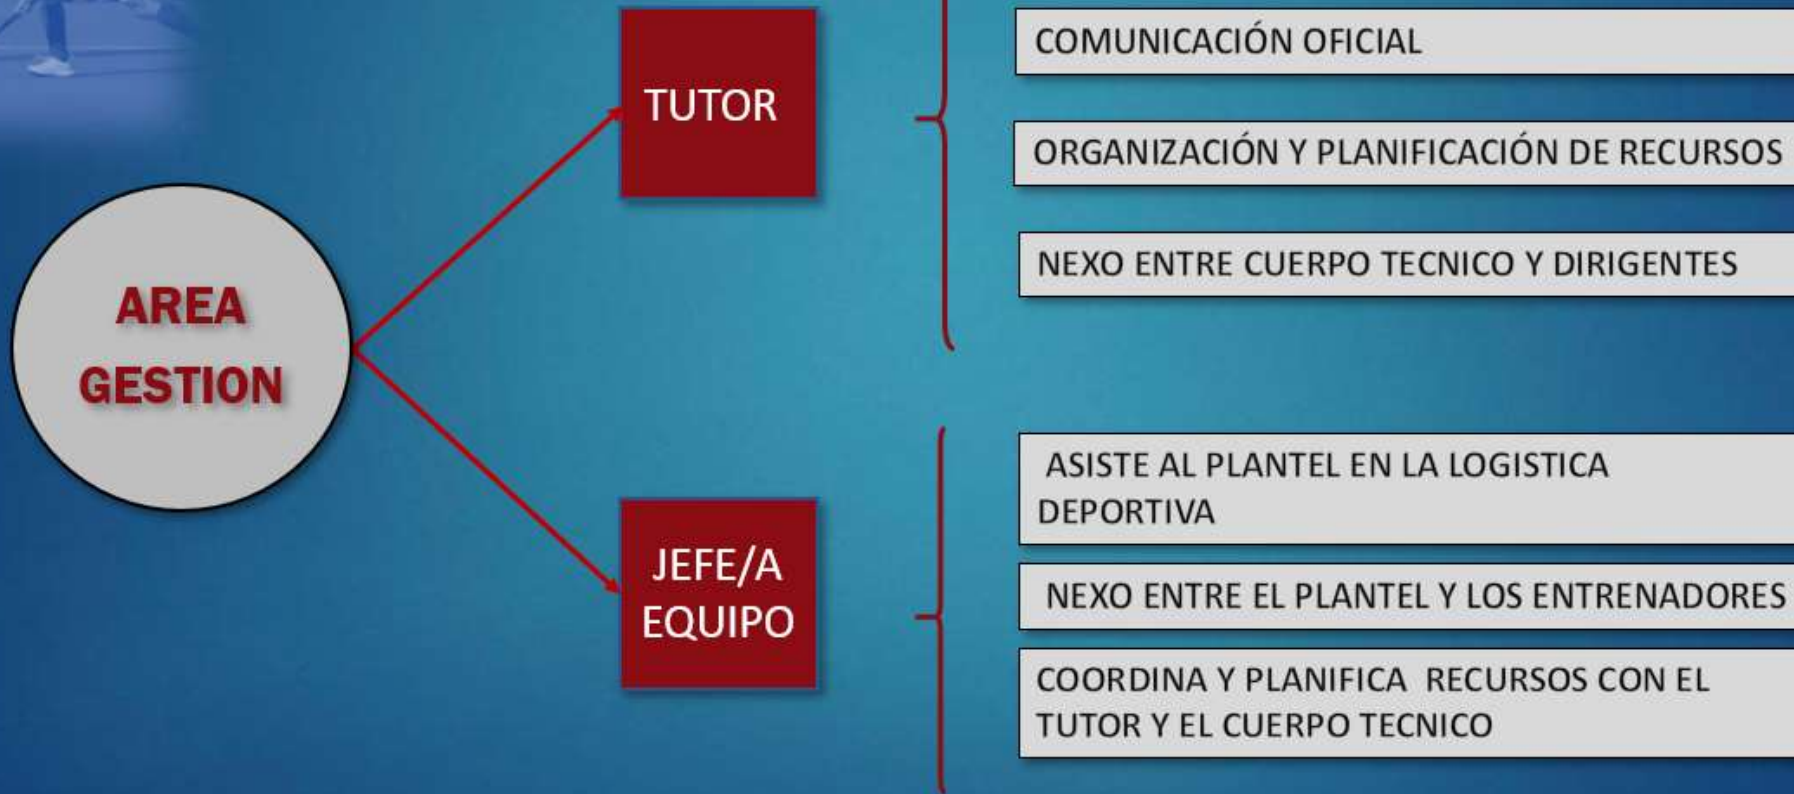 AREA
GESTION
TUTOR
COMUNICACIÓN OFICIAL
ORGANIZACIÓN Y PLANIFICACIÓN DE RECURSOS
NEXO ENTRE CUERPO TECNICO Y DIRIGENTES
JEFE/A
EQUIPO
ASISTE AL PLANTEL EN LA LOGISTICA
DEPORTIVA
NEXO ENTRE EL PLANTEL Y LOS ENTRENADORES
COORDINA Y PLANIFICA RECURSOS CON EL
TUTOR Y EL CUERPO TECNICO